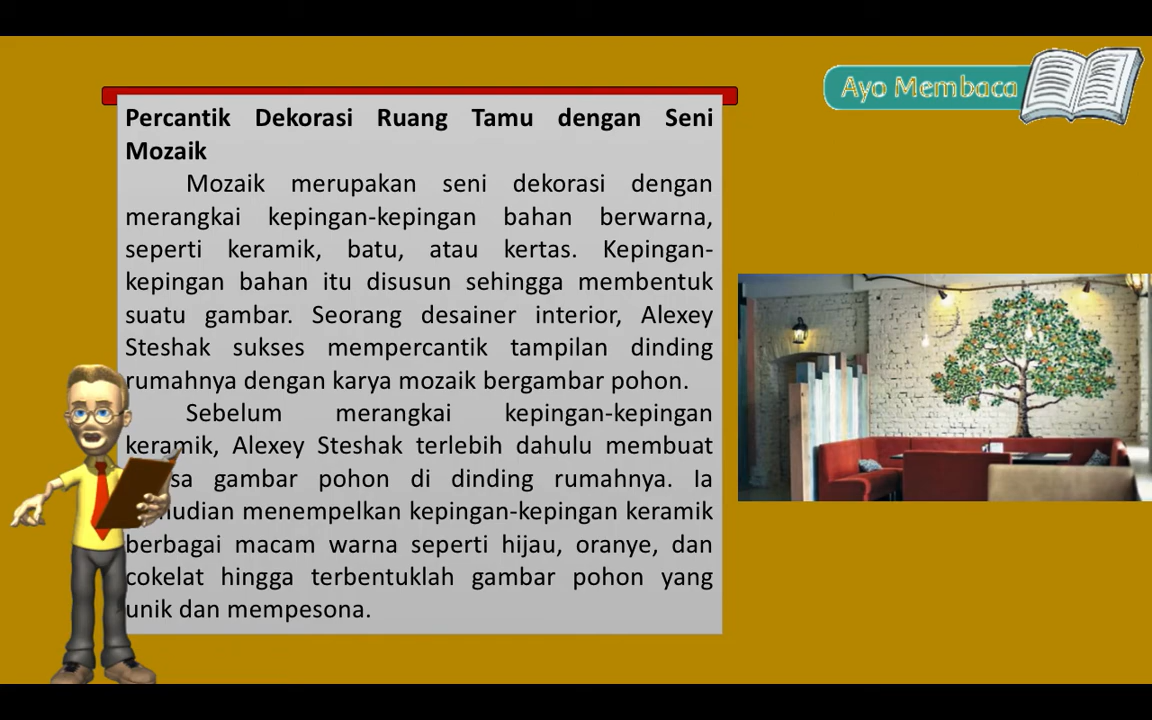 Ayo Membaca
Percantik Dekorasi Ruang Tamu dengan Seni
Mozaik
Mozaik merupakan seni dekorasi dengan
merangkai kepingan-kepingan bahan berwarna,
seperti keramik, batu, atau kertas. Kepingan-
kepingan bahan itu disusun sehingga membentuk
suatu gambar. Seorang desainer interior, Alexey
Steshak sukses mempercantik tampilan dinding
rumahnya dengan karya mozaik bergambar pohon.
Sebelum merangkai kepingan-kepingan
keramik, Alexey Steshak terlebih dahulu membuat
gambar pohon di dinding rumahnya. Ia
menempelkan kepingan-kepingan keramik
berbagai macam warna seperti hijau, oranye, dan
cokelat hingga terbentuklah gambar pohon yang
unik dan mempesona.